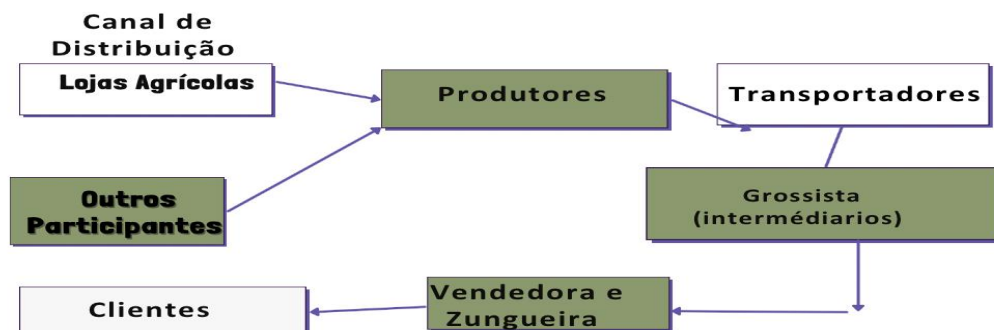 Canal de
Distribuição
Lojas Agrícolas
Produtores
Transportadores
Outros
Participantes
Grossista
(intermédiarios)
Vendedora e
Zungueira
Clientes